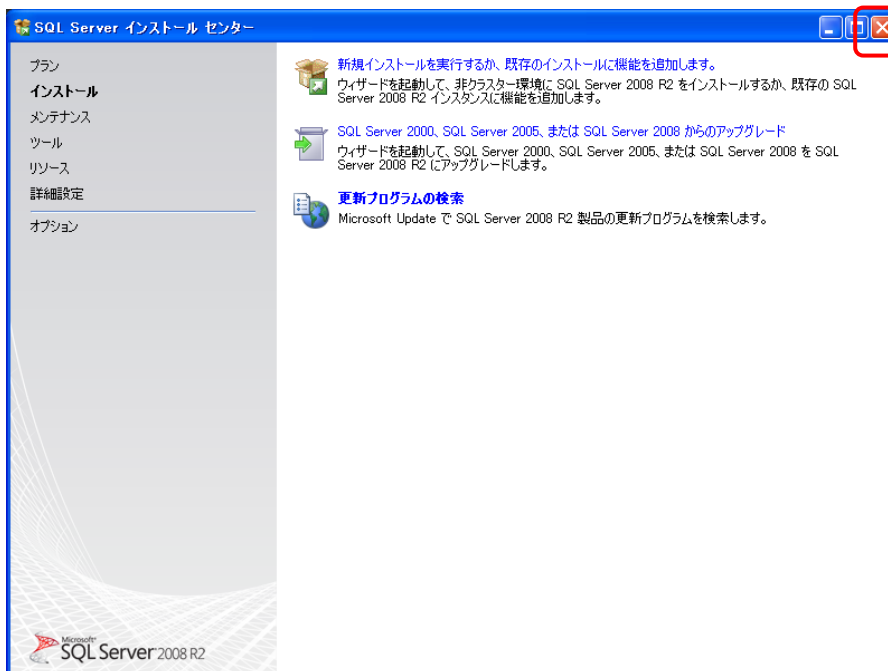 SQL Server インストール センター
プラン
インストール
メンテナンス
ツール
リソース
詳細設定
オプション
新規インストールを実行するか、既存のインストールに機能を追加します。
ウィザードを起動して、非クラスター環境に SQL Server 2008 R2 をインストールするか、既存の SQL
Server 2008 R2 インスタンスに機能を追加します。
SQL Server 2000、SQL Server 2005、または SQL Server 2008 からのアップグレード
ウィザードを起動して、SQL Server 2000、SQL Server 2005、または SQL Server 2008 を SQL
Server 2008 R2 にアップグレードします。
更新プログラムの検索
Microsoft Update で SQL Server 2008 R2 製品の更新プログラムを検索します。
Microsoft
SQL Server 2008 R2